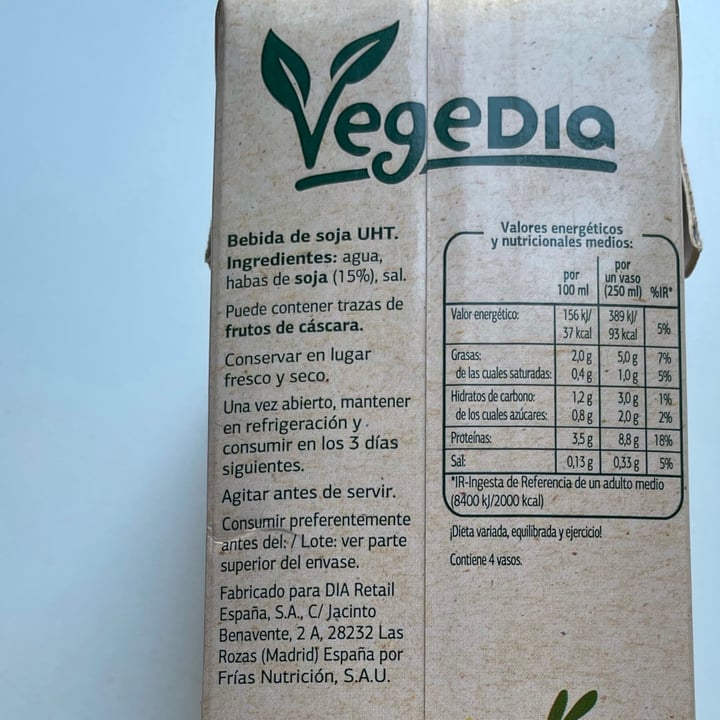 VegeDia
Bebida de soja UHT.
Ingredientes: agua,
habas de soja (15%), sal.
Puede contener trazas de
frutos de cáscara.
Conservar en lugar
fresco y seco.
Una vez abierto, mantener
en refrigeración y
consumir en los 3 días
siguientes.
Agitar antes de servir.
Consumir preferentemente
antes del: / Lote: ver parte
superior del envase.
Fabricado para DIA Retail
España, S.A., C/ Jacinto
Benavente, 2 A, 28232 Las
Rozas (Madrid) España por
Frías Nutrición, S.A.U.
Valores energéticos
y nutricionales medios:
por 100 ml por un vaso (250 ml) %IR*
Valor energético: 156 kJ/ 37 kcal 389 kJ/ 93 kcal 5%
Grasas: 2,0 g 5,0 g 7%
de las cuales saturadas: 0,4 g 1,0 g 5%
Hidratos de carbono: 1,2 g 3,0 g 1%
de los cuales azúcares: 0,8 g 2,0 g 2%
Proteínas: 3,5 g 8,8 g 18%
Sal: 0,13 g 0,33 g 5%
*IR-Ingesta de Referencia de un adulto medio
(8400 kJ/2000 kcal)
¡Dieta variada, equilibrada y ejercicio!
Contiene 4 vasos.